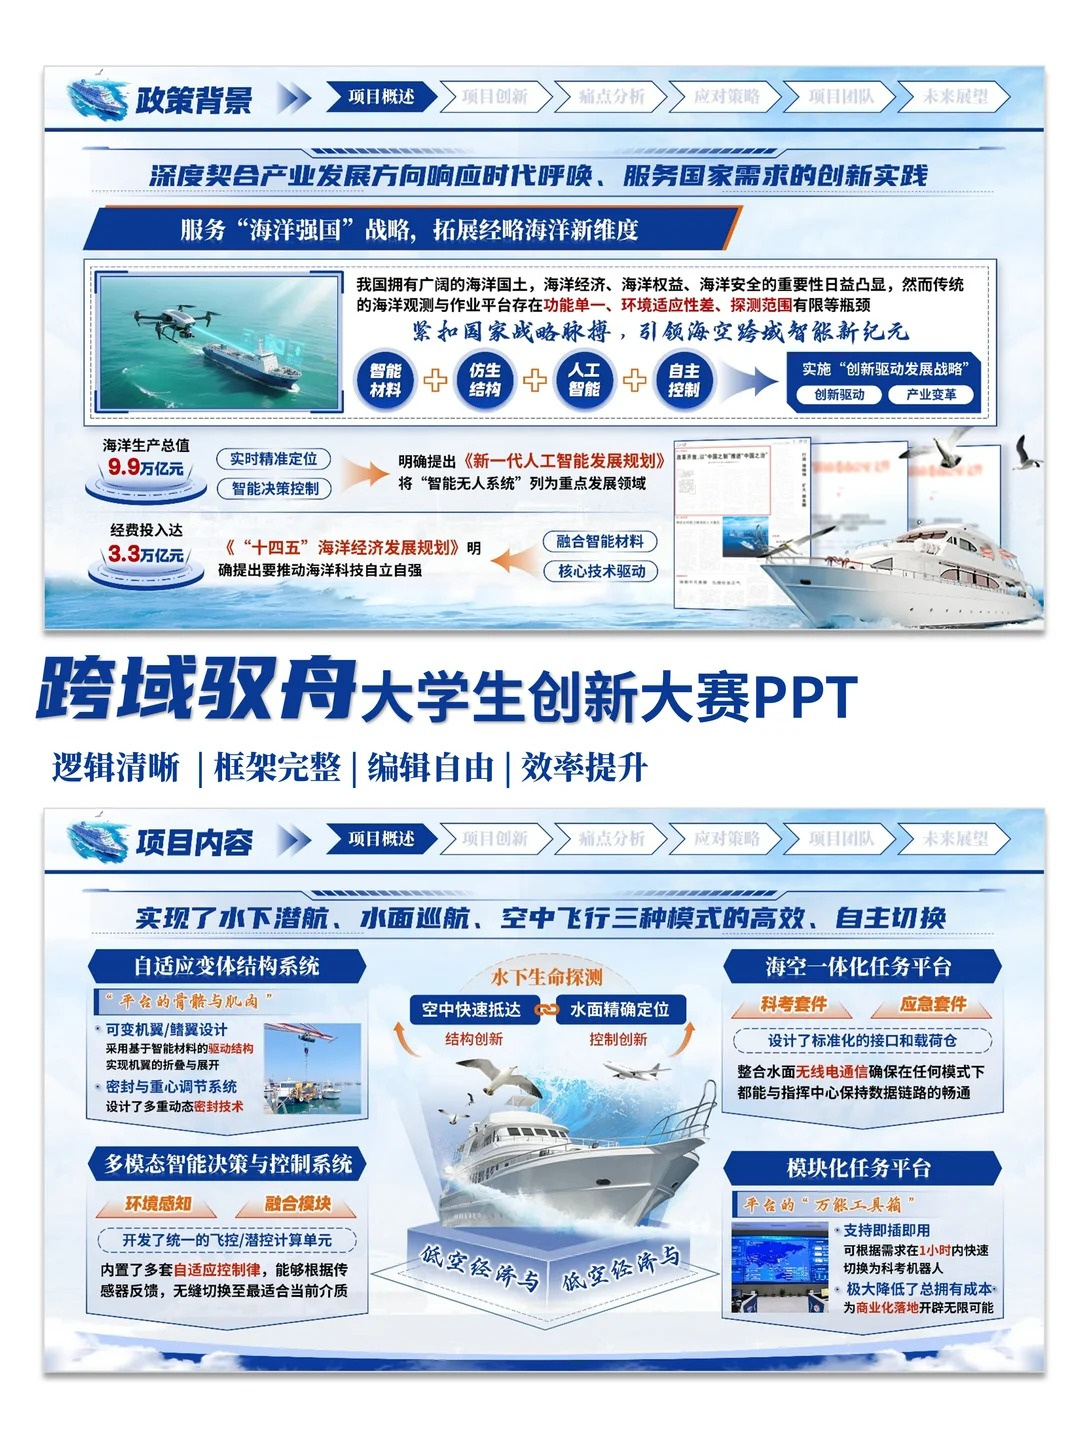 政策背景
项目概述
项目创新
痛点分析
应对策略
项目团队
未来展望
深度契合产业发展方向响应时代呼唤、服务国家需求的创新实践
服务“海洋强国”战略，拓展经略海洋新维度
我国拥有广阔的海洋国土，海洋经济、海洋权益、海洋安全的重要性日益凸显，然而传统
的海洋观测与作业平台存在功能单一、环境适应性差、探测范围有限等瓶颈
紧扣国家战略脉搏，引领海空跨域智能新纪元
智能
材料
仿生
结构
人工
智能
自主
控制
实施“创新驱动发展战略”
创新驱动
产业变革
海洋生产总值
9.9万亿元
实时精准定位
智能决策控制
明确提出《新一代人工智能发展规划》
将“智能无人系统”列为重点发展领域
经费投入达
3.3万亿元
《“十四五”海洋经济发展规划》明
确提出要推动海洋科技自立自强
融合智能材料
核心技术驱动
改革开放,以“中国之制”推进“中国之治”
跨域驭舟大学生创新大赛PPT
逻辑清晰 | 框架完整 | 编辑自由 | 效率提升
项目内容
项目概述
项目创新
痛点分析
应对策略
项目团队
未来展望
实现了水下潜航、水面巡航、空中飞行三种模式的高效、自主切换
自适应变体结构系统
“平台的骨骼与肌肉”
可变机翼/鳍翼设计
采用基于智能材料的驱动结构
实现机翼的折叠与展开
密封与重心调节系统
设计了多重动态密封技术
多模态智能决策与控制系统
环境感知
融合模块
开发了统一的飞控/潜控计算单元
内置了多套自适应控制律，能够根据传
感器反馈，无缝切换至最适合当前介质
水下生命探测
空中快速抵达
水面精确定位
结构创新
控制创新
低空经济与
低空经济与
海空一体化任务平台
科考套件
应急套件
设计了标准化的接口和载荷仓
整合水面无线电通信确保在任何模式下
都能与指挥中心保持数据链路的畅通
模块化任务平台
平台的“万能工具箱”
支持即插即用
可根据需求在1小时内快速
切换为科考机器人
极大降低了总拥有成本
为商业化落地开辟无限可能